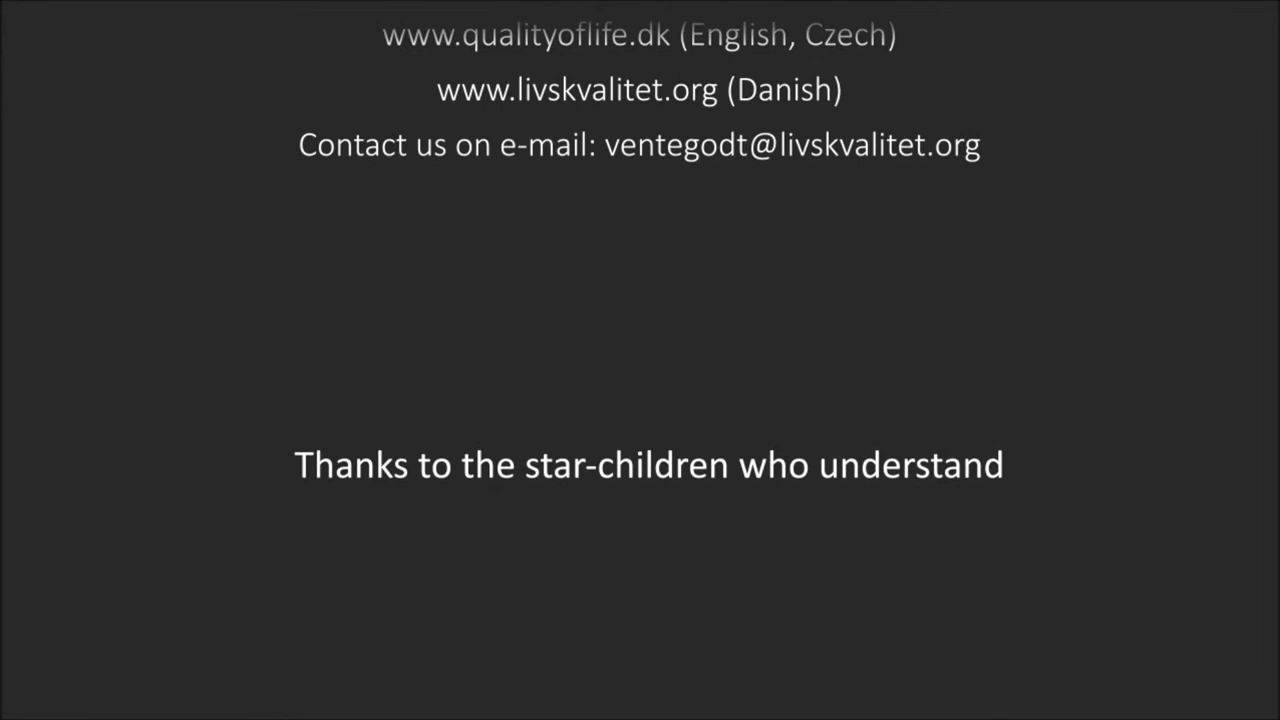 www.qualityoflife.dk (English, Czech)
www.livskvalitet.org (Danish)
Contact us on e-mail: ventegodt@livskvalitet.org
Thanks to the star-children who understand